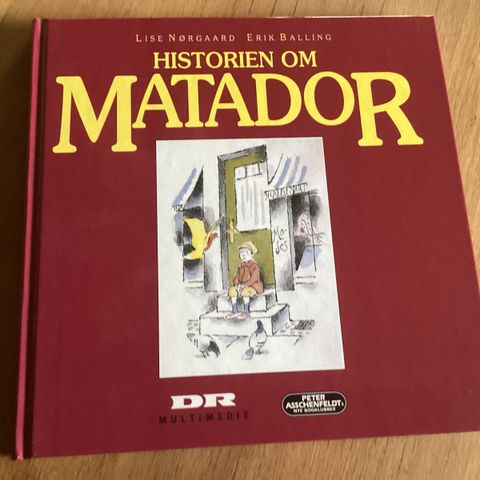 LISE NØRGAARD ERIK BALLING
HISTORIEN OM
MATADOR
DR
MULTIMEDIE
PETER
ASSCHENFELDTs
NYE BOGKLUBBER